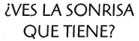 ¿VES LA SONRISA
QUE TIENE?